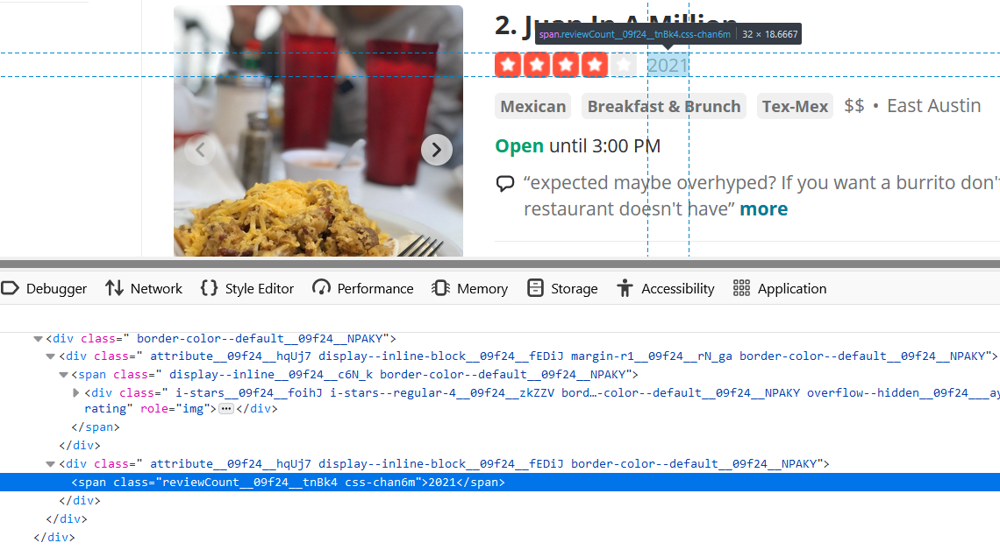 2. Juan In A Million
span.reviewCount__09f24__tnBk4.css-chan6m 32 × 18.6667
2021
Mexican Breakfast & Brunch Tex-Mex $$ • East Austin
Open until 3:00 PM
“expected maybe overhyped? If you want a burrito don't
restaurant doesn't have” more
Debugger Network {} Style Editor Performance Memory Storage Accessibility Application
<div class=" border-color--default__09f24__NPAKY">
<div class=" attribute__09f24__hqUj7 display--inline-block__09f24__fEDiJ margin-r1__09f24__rN_ga border-color--default__09f24__NPAKY">
<span class=" display--inline__09f24__c6N_k border-color--default__09f24__NPAKY">
<div class=" i-stars__09f24__foihJ i-stars--regular-4__09f24__zkZZV bord…-color--default__09f24__NPAKY overflow--hidden__09f24___ay
rating" role="img">…</div>
</span>
</div>
<div class=" attribute__09f24__hqUj7 display--inline-block__09f24__fEDiJ border-color--default__09f24__NPAKY">
<span class="reviewCount__09f24__tnBk4 css-chan6m">2021</span>
</div>
</div>
</div>